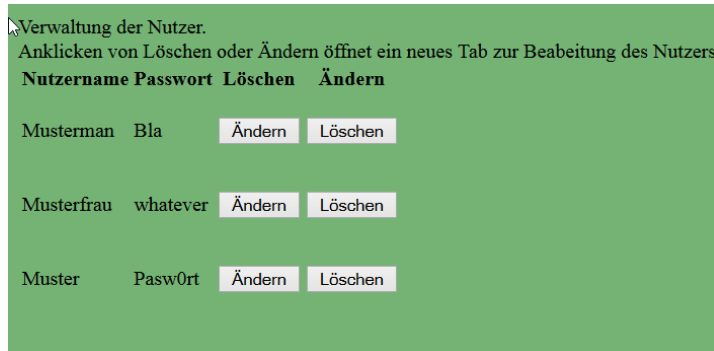 Verwaltung der Nutzer.
Anklicken von Löschen oder Ändern öffnet ein neues Tab zur Beabeitung des Nutzers
Nutzername Passwort Löschen Ändern
Musterman Bla Ändern Löschen
Musterfrau whatever Ändern Löschen
Muster Pasw0rt Ändern Löschen